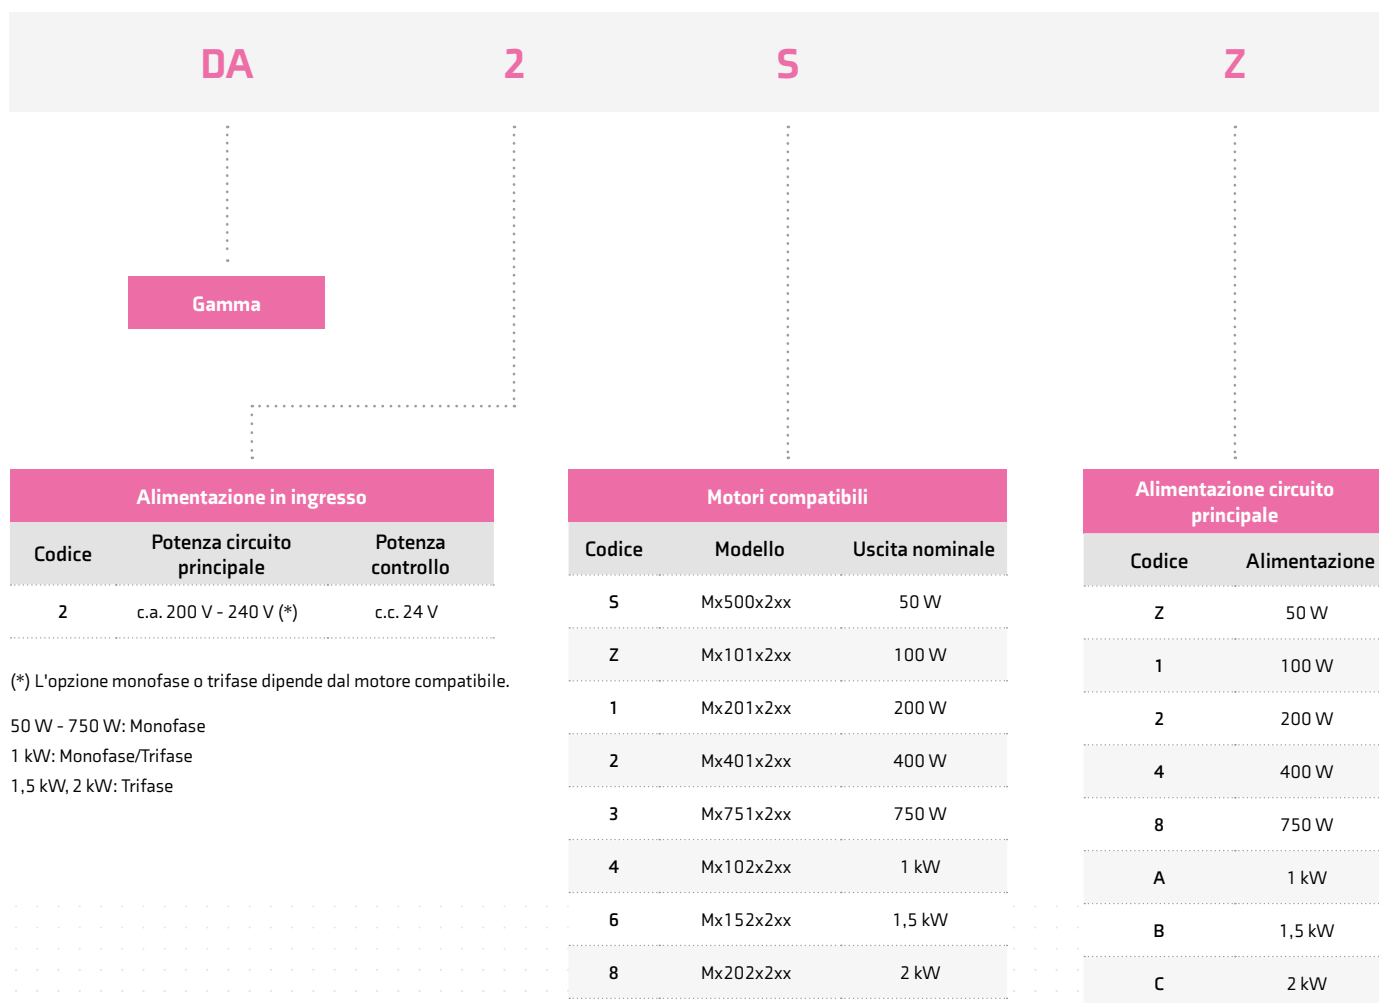 DA 2 S Z
Gamma
Alimentazione in ingresso
Codice Potenza circuito principale Potenza controllo
2 c.a. 200 V - 240 V (*) c.c. 24 V
(*) L'opzione monofase o trifase dipende dal motore compatibile.
50 W - 750 W: Monofase
1 kW: Monofase/Trifase
1,5 kW, 2 kW: Trifase
Motori compatibili
Codice Modello Uscita nominale
S Mx500x2xx 50 W
Z Mx101x2xx 100 W
1 Mx201x2xx 200 W
2 Mx401x2xx 400 W
3 Mx751x2xx 750 W
4 Mx102x2xx 1 kW
6 Mx152x2xx 1,5 kW
8 Mx202x2xx 2 kW
Alimentazione circuito
principale
Codice Alimentazione
Z 50 W
1 100 W
2 200 W
4 400 W
8 750 W
A 1 kW
B 1,5 kW
C 2 kW